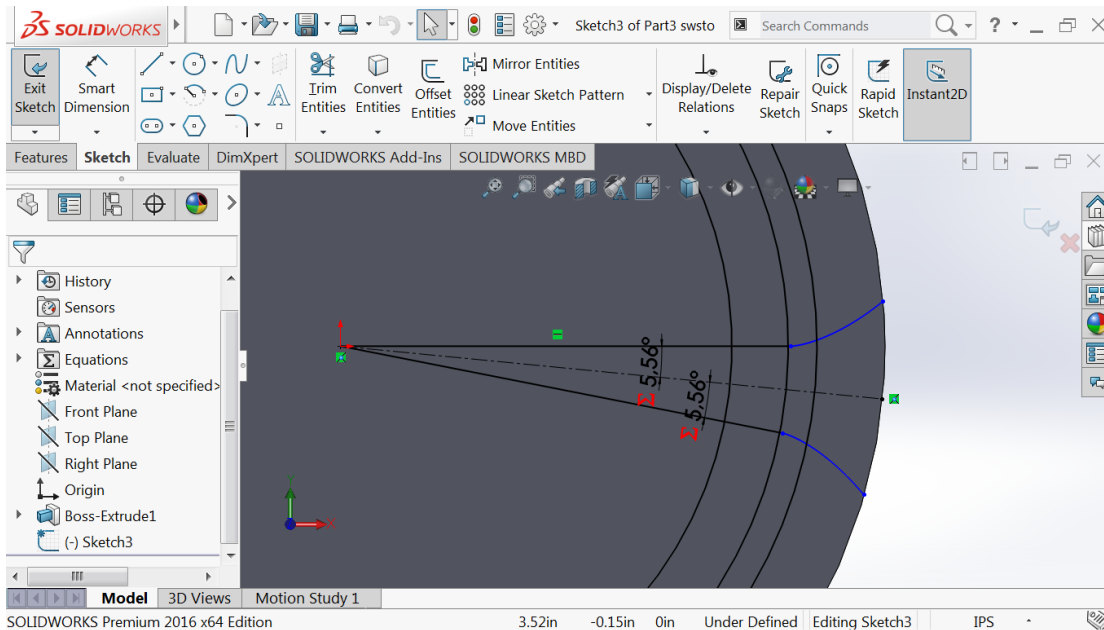 SOLIDWORKS
Sketch3 of Part3 swsto
Search Commands
?
Exit Sketch
Smart Dimension
Trim Entities
Convert Entities
Offset Entities
Mirror Entities
Linear Sketch Pattern
Move Entities
Display/Delete Relations
Repair Sketch
Quick Snaps
Rapid Sketch
Instant2D
Features Sketch Evaluate DimXpert SOLIDWORKS Add-Ins SOLIDWORKS MBD
History
Sensors
Annotations
Equations
Material <not specified>
Front Plane
Top Plane
Right Plane
Origin
Boss-Extrude1
(-) Sketch3
5,56°
Σ
5,56°
Σ
Model 3D Views Motion Study 1
SOLIDWORKS Premium 2016 x64 Edition 3.52in -0.15in 0in Under Defined Editing Sketch3 IPS